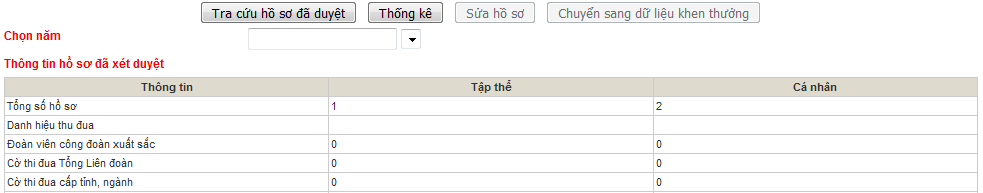 Tra cứu hồ sơ đã duyệt Thống kê Sửa hồ sơ Chuyển sang dữ liệu khen thưởng
Chọn năm
Thông tin hồ sơ đã xét duyệt
Thông tin Tập thể Cá nhân
Tổng số hồ sơ 1 2
Danh hiệu thu đua
Đoàn viên công đoàn xuất sắc 0 0
Cờ thi đua Tổng Liên đoàn 0 0
Cờ thi đua cấp tỉnh, ngành 0 0